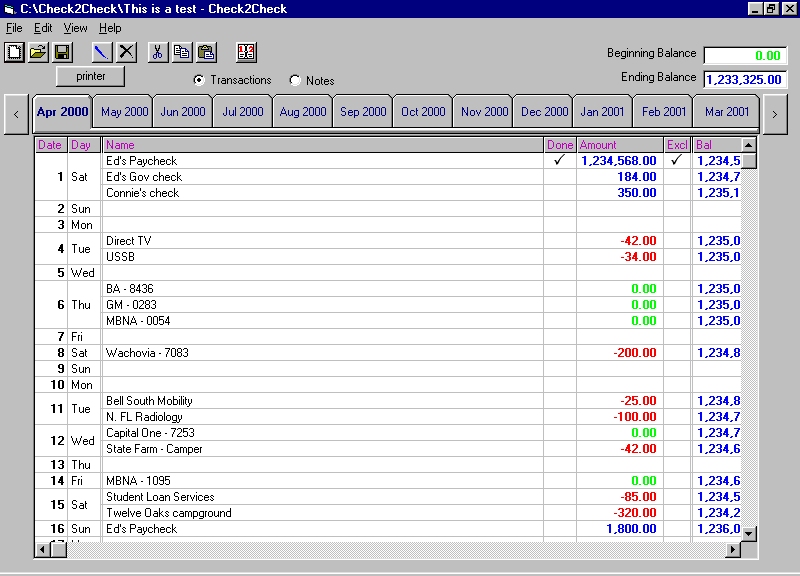 C:\Check2Check\This is a test - Check2Check
File Edit View Help
printer
Transactions Notes
Beginning Balance 0.00
Ending Balance 1,233,325.00
< Apr 2000 May 2000 Jun 2000 Jul 2000 Aug 2000 Sep 2000 Oct 2000 Nov 2000 Dec 2000 Jan 2001 Feb 2001 Mar 2001 >
Date Day Name Done Amount Excl Bal
Ed's Paycheck ✓ 1,234,568.00 ✓ 1,234,5
1 Sat Ed's Gov check 184.00 1,234,7
Connie's check 350.00 1,235,1
2 Sun
3 Mon
4 Tue Direct TV -42.00 1,235,0
USSB -34.00 1,235,0
5 Wed
BA - 8436 0.00 1,235,0
6 Thu GM - 0283 0.00 1,235,0
MBNA - 0054 0.00 1,235,0
7 Fri
8 Sat Wachovia - 7083 -200.00 1,234,8
9 Sun
10 Mon
11 Tue Bell South Mobility -25.00 1,234,8
N. FL Radiology -100.00 1,234,7
12 Wed Capital One - 7253 0.00 1,234,7
State Farm - Camper -42.00 1,234,6
13 Thu
14 Fri MBNA - 1095 0.00 1,234,6
15 Sat Student Loan Services -85.00 1,234,5
Twelve Oaks campground -320.00 1,234,2
16 Sun Ed's Paycheck 1,800.00 1,236,0